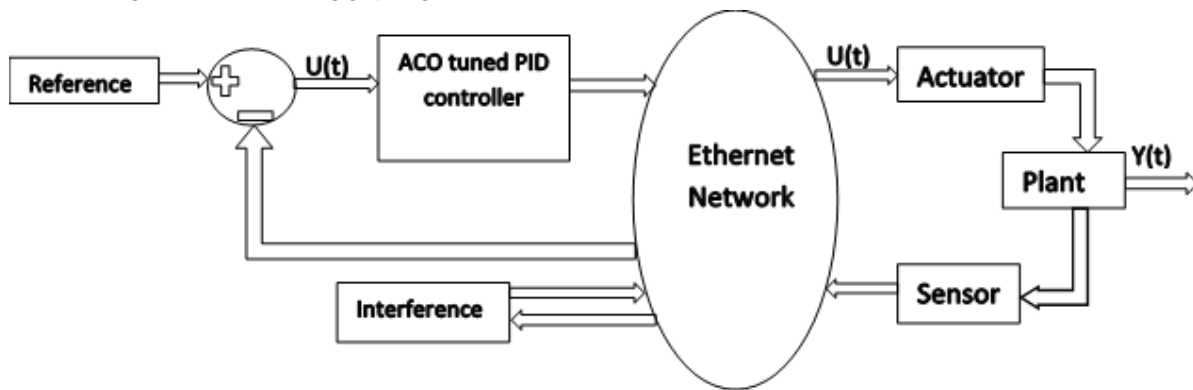 Reference
U(t)
ACO tuned PID
controller
Ethernet
Network
U(t)
Actuator
Plant
Y(t)
Sensor
Interference